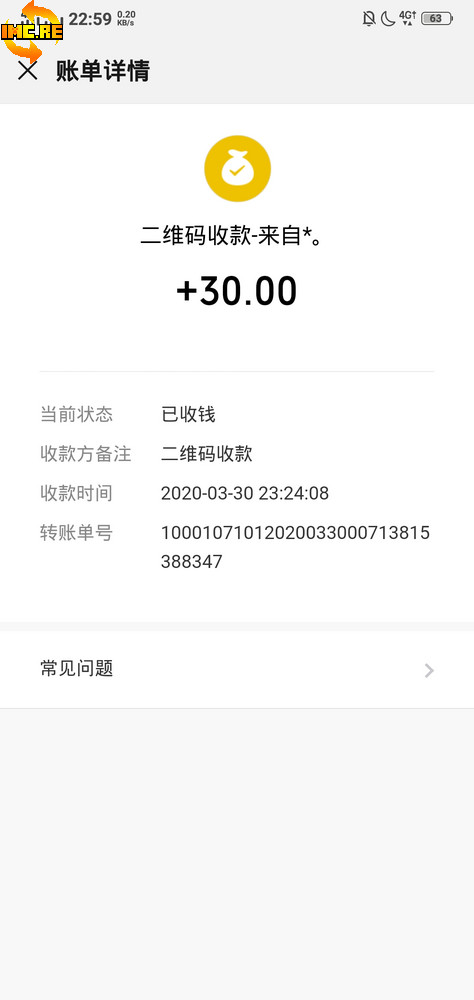 22:59 0.20 KB/s 4G 63
IMC.RE
账单详情
二维码收款-来自*。
+30.00
当前状态 已收钱
收款方备注 二维码收款
收款时间 2020-03-30 23:24:08
转账单号 10001071012020033000713815
388347
常见问题